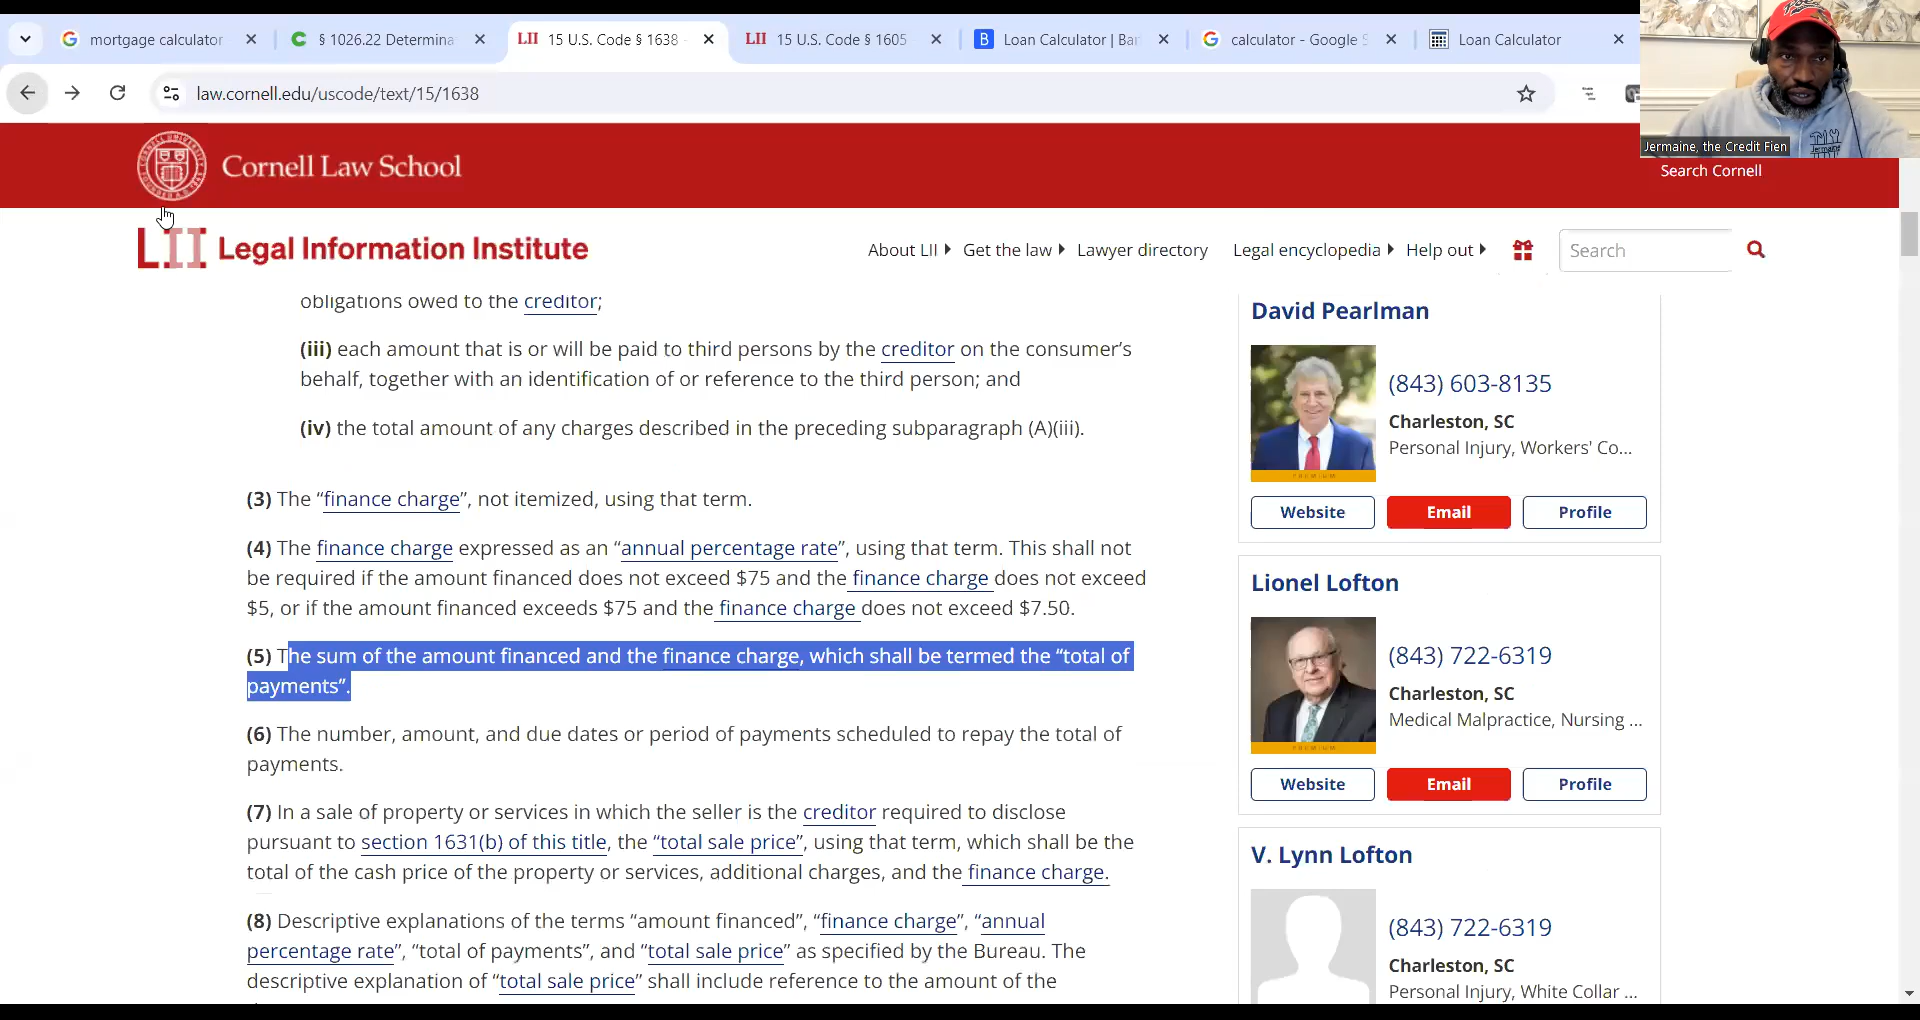 mortgage calculator
§ 1026.22 Determina
LII 15 U.S. Code § 1638 -
LII 15 U.S. Code § 1605
B Loan Calculator | Ba
calculator - Google S
Loan Calculator
law.cornell.edu/uscode/text/15/1638
Jermaine, the Credit Fien
Cornell Law School
Search Cornell
LII Legal Information Institute
About LII Get the law Lawyer directory Legal encyclopedia Help out Search
obligations owed to the creditor;
(iii) each amount that is or will be paid to third persons by the creditor on the consumer’s
behalf, together with an identification of or reference to the third person; and
(iv) the total amount of any charges described in the preceding subparagraph (A)(iii).
(3) The “finance charge”, not itemized, using that term.
(4) The finance charge expressed as an “annual percentage rate”, using that term. This shall not
be required if the amount financed does not exceed $75 and the finance charge does not exceed
$5, or if the amount financed exceeds $75 and the finance charge does not exceed $7.50.
(5) The sum of the amount financed and the finance charge, which shall be termed the “total of
payments”.
(6) The number, amount, and due dates or period of payments scheduled to repay the total of
payments.
(7) In a sale of property or services in which the seller is the creditor required to disclose
pursuant to section 1631(b) of this title, the “total sale price”, using that term, which shall be the
total of the cash price of the property or services, additional charges, and the finance charge.
(8) Descriptive explanations of the terms “amount financed”, “finance charge”, “annual
percentage rate”, “total of payments”, and “total sale price” as specified by the Bureau. The
descriptive explanation of “total sale price” shall include reference to the amount of the
David Pearlman
(843) 603-8135
Charleston, SC
Personal Injury, Workers' Co...
PREMIUM
Website Email Profile
Lionel Lofton
(843) 722-6319
Charleston, SC
Medical Malpractice, Nursing ...
PREMIUM
Website Email Profile
V. Lynn Lofton
(843) 722-6319
Charleston, SC
Personal Injury, White Collar ...